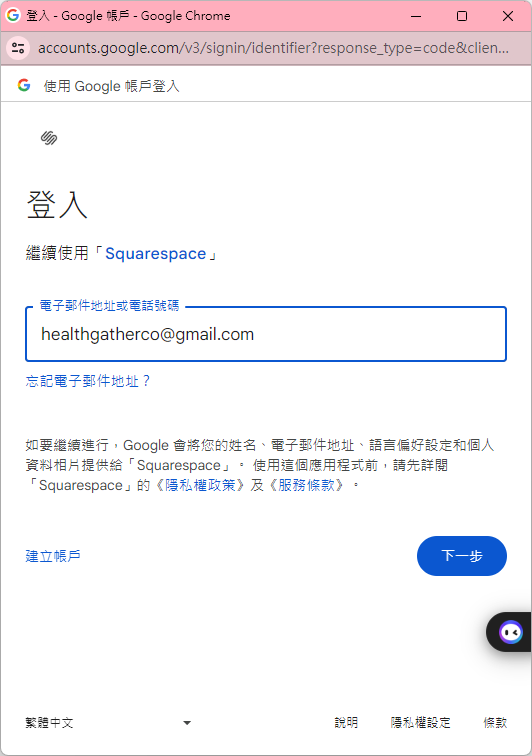 登入 - Google 帳戶 - Google Chrome
accounts.google.com/v3/signin/identifier?response_type=code&clien...
使用 Google 帳戶登入
登入
繼續使用「Squarespace」
電子郵件地址或電話號碼
healthgatherco@gmail.com
忘記電子郵件地址？
如要繼續進行，Google 會將您的姓名、電子郵件地址、語言偏好設定和個人
資料相片提供給「Squarespace」。 使用這個應用程式前，請先詳閱
「Squarespace」的《隱私權政策》及《服務條款》。
建立帳戶
下一步
繁體中文
說明
隱私權設定
條款